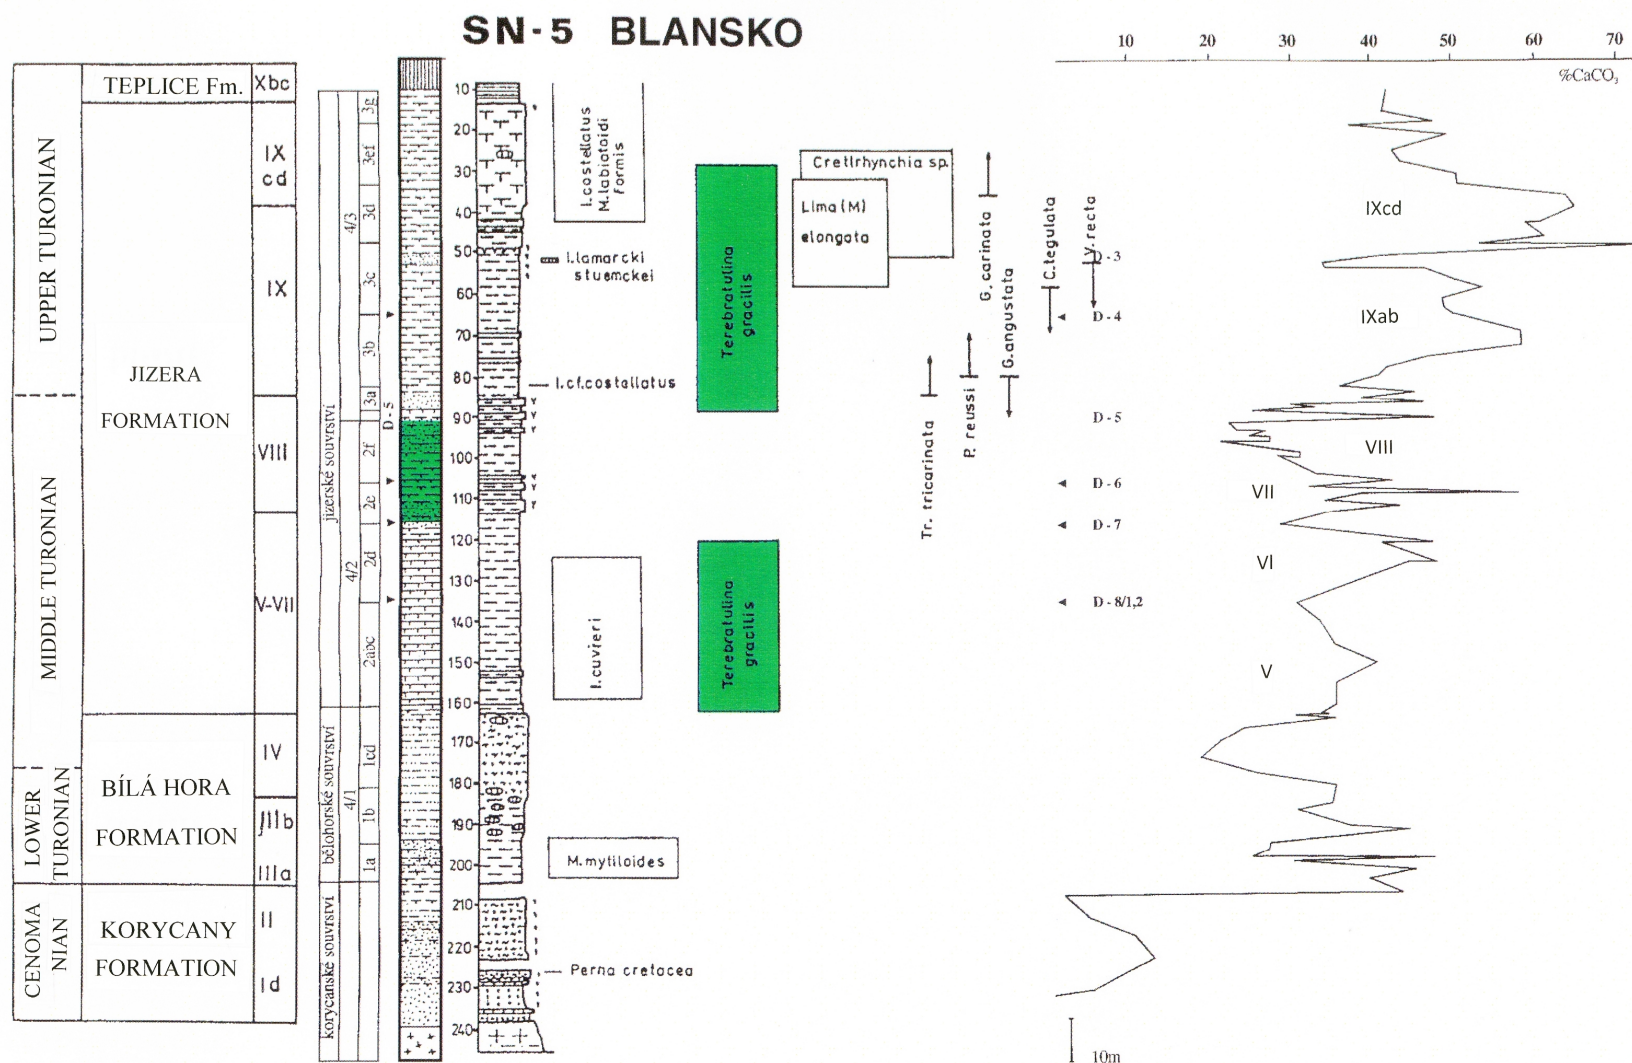 SN-5 BLANSKO
10 20 30 40 50 60 70
%CaCO₃
UPPER TURONIAN
MIDDLE TURONIAN
LOWER
TURONIAN
CENOMA
NIAN
TEPLICE Fm.
JIZERA
FORMATION
BÍLÁ HORA
FORMATION
KORYCANY
FORMATION
Xbc
IX
cd
IX
VIII
V-VII
IV
IIIb
IIIa
II
Id
jizerské souvrství
bělohorské souvrství
korycanské souvrství
4/3
4/2
4/1
3g
3ef
3d
3c
3b
3a
2f
2e
2d
2abc
1cd
1b
1a
D-5
10
20
30
40
50
60
70
80
90
100
110
120
130
140
150
160
170
180
190
200
210
220
230
240
I.costellatus
M.labiatoidi
formis
I.lamarcki
stuemckei
I.cf.costellatus
I.cuvieri
M.mytiloides
Perna cretacea
Terebratulina
gracilis
Terebratulina
gracilis
Cretirhynchia sp.
Lima(M)
elongata
Tr. tricarinata
P. reussi
G. carinata
G.angustata
C.tegulata
V. recta
D-3
D-4
D-5
D-6
D-7
D-8/1,2
IXcd
IXab
VIII
VII
VI
V
10m